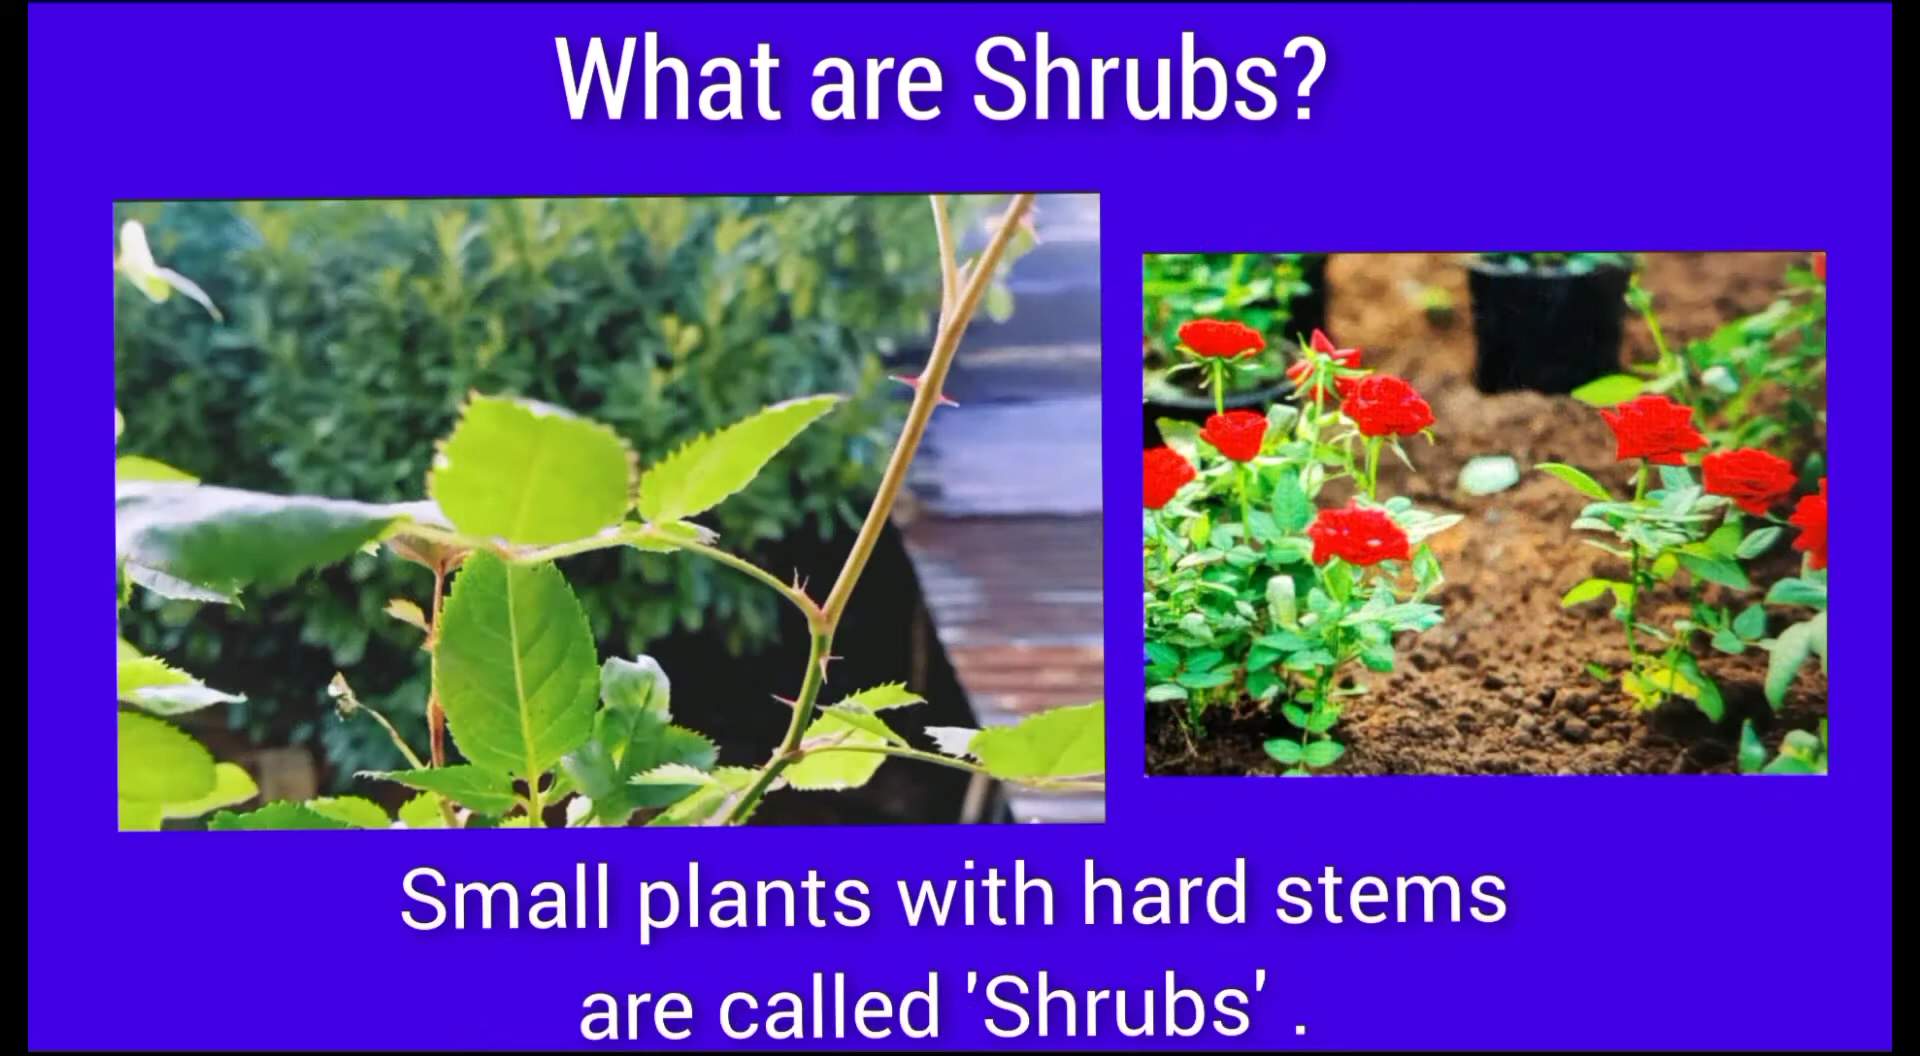 What are Shrubs?
Small plants with hard stems
are called 'Shrubs' .